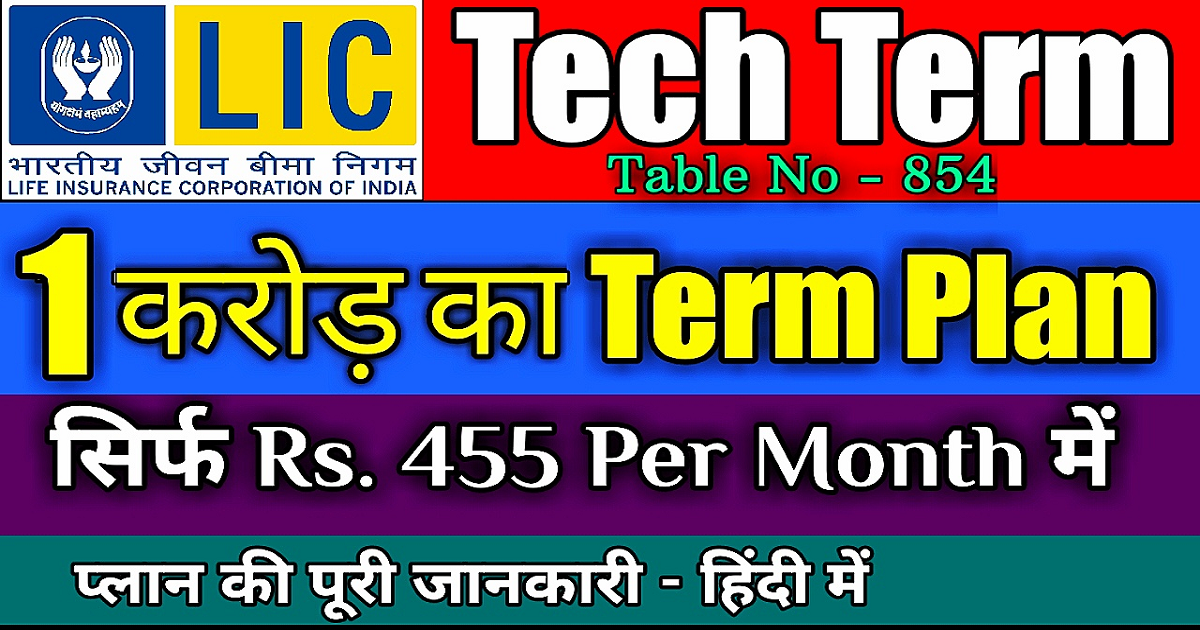 योगक्षेमं वहाम्यहम्
LIC
भारतीय जीवन बीमा निगम
LIFE INSURANCE CORPORATION OF INDIA
Tech Term
Table No - 854
1 करोड़ का Term Plan
सिर्फ Rs. 455 Per Month में
प्लान की पूरी जानकारी - हिंदी में